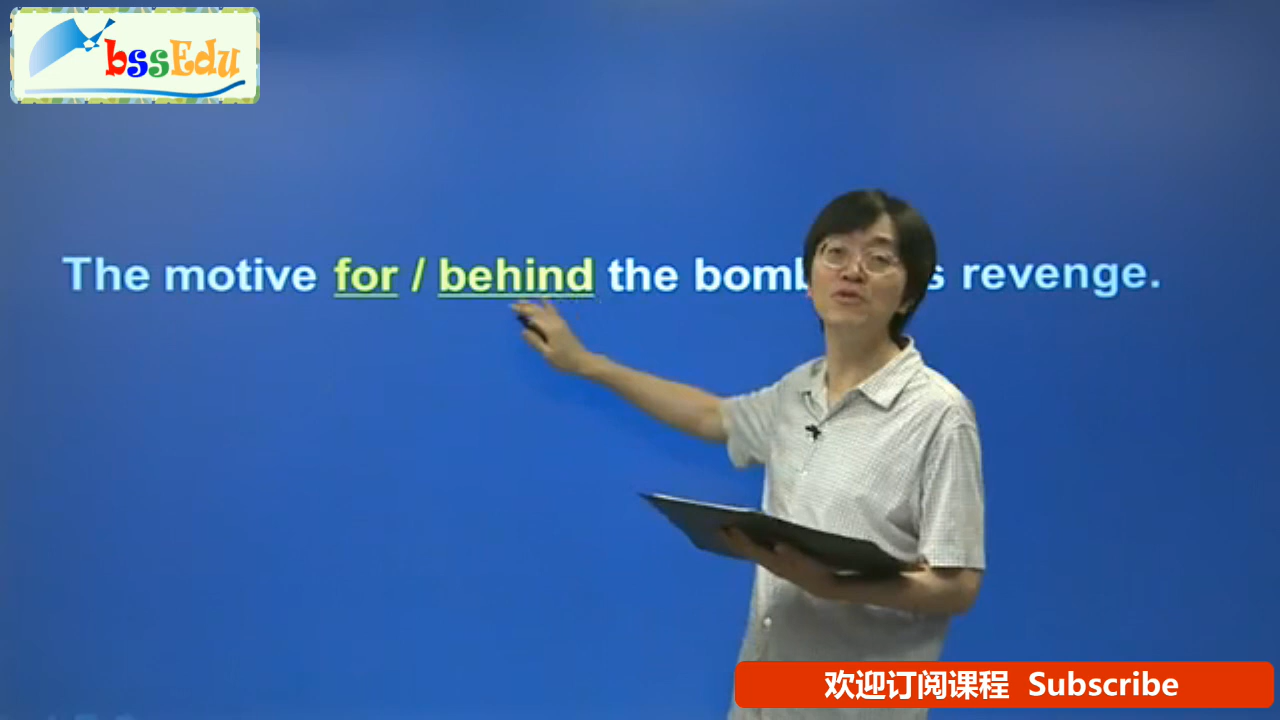 bssEdu
The motive for / behind the bomb s revenge.
欢迎订阅课程 Subscribe